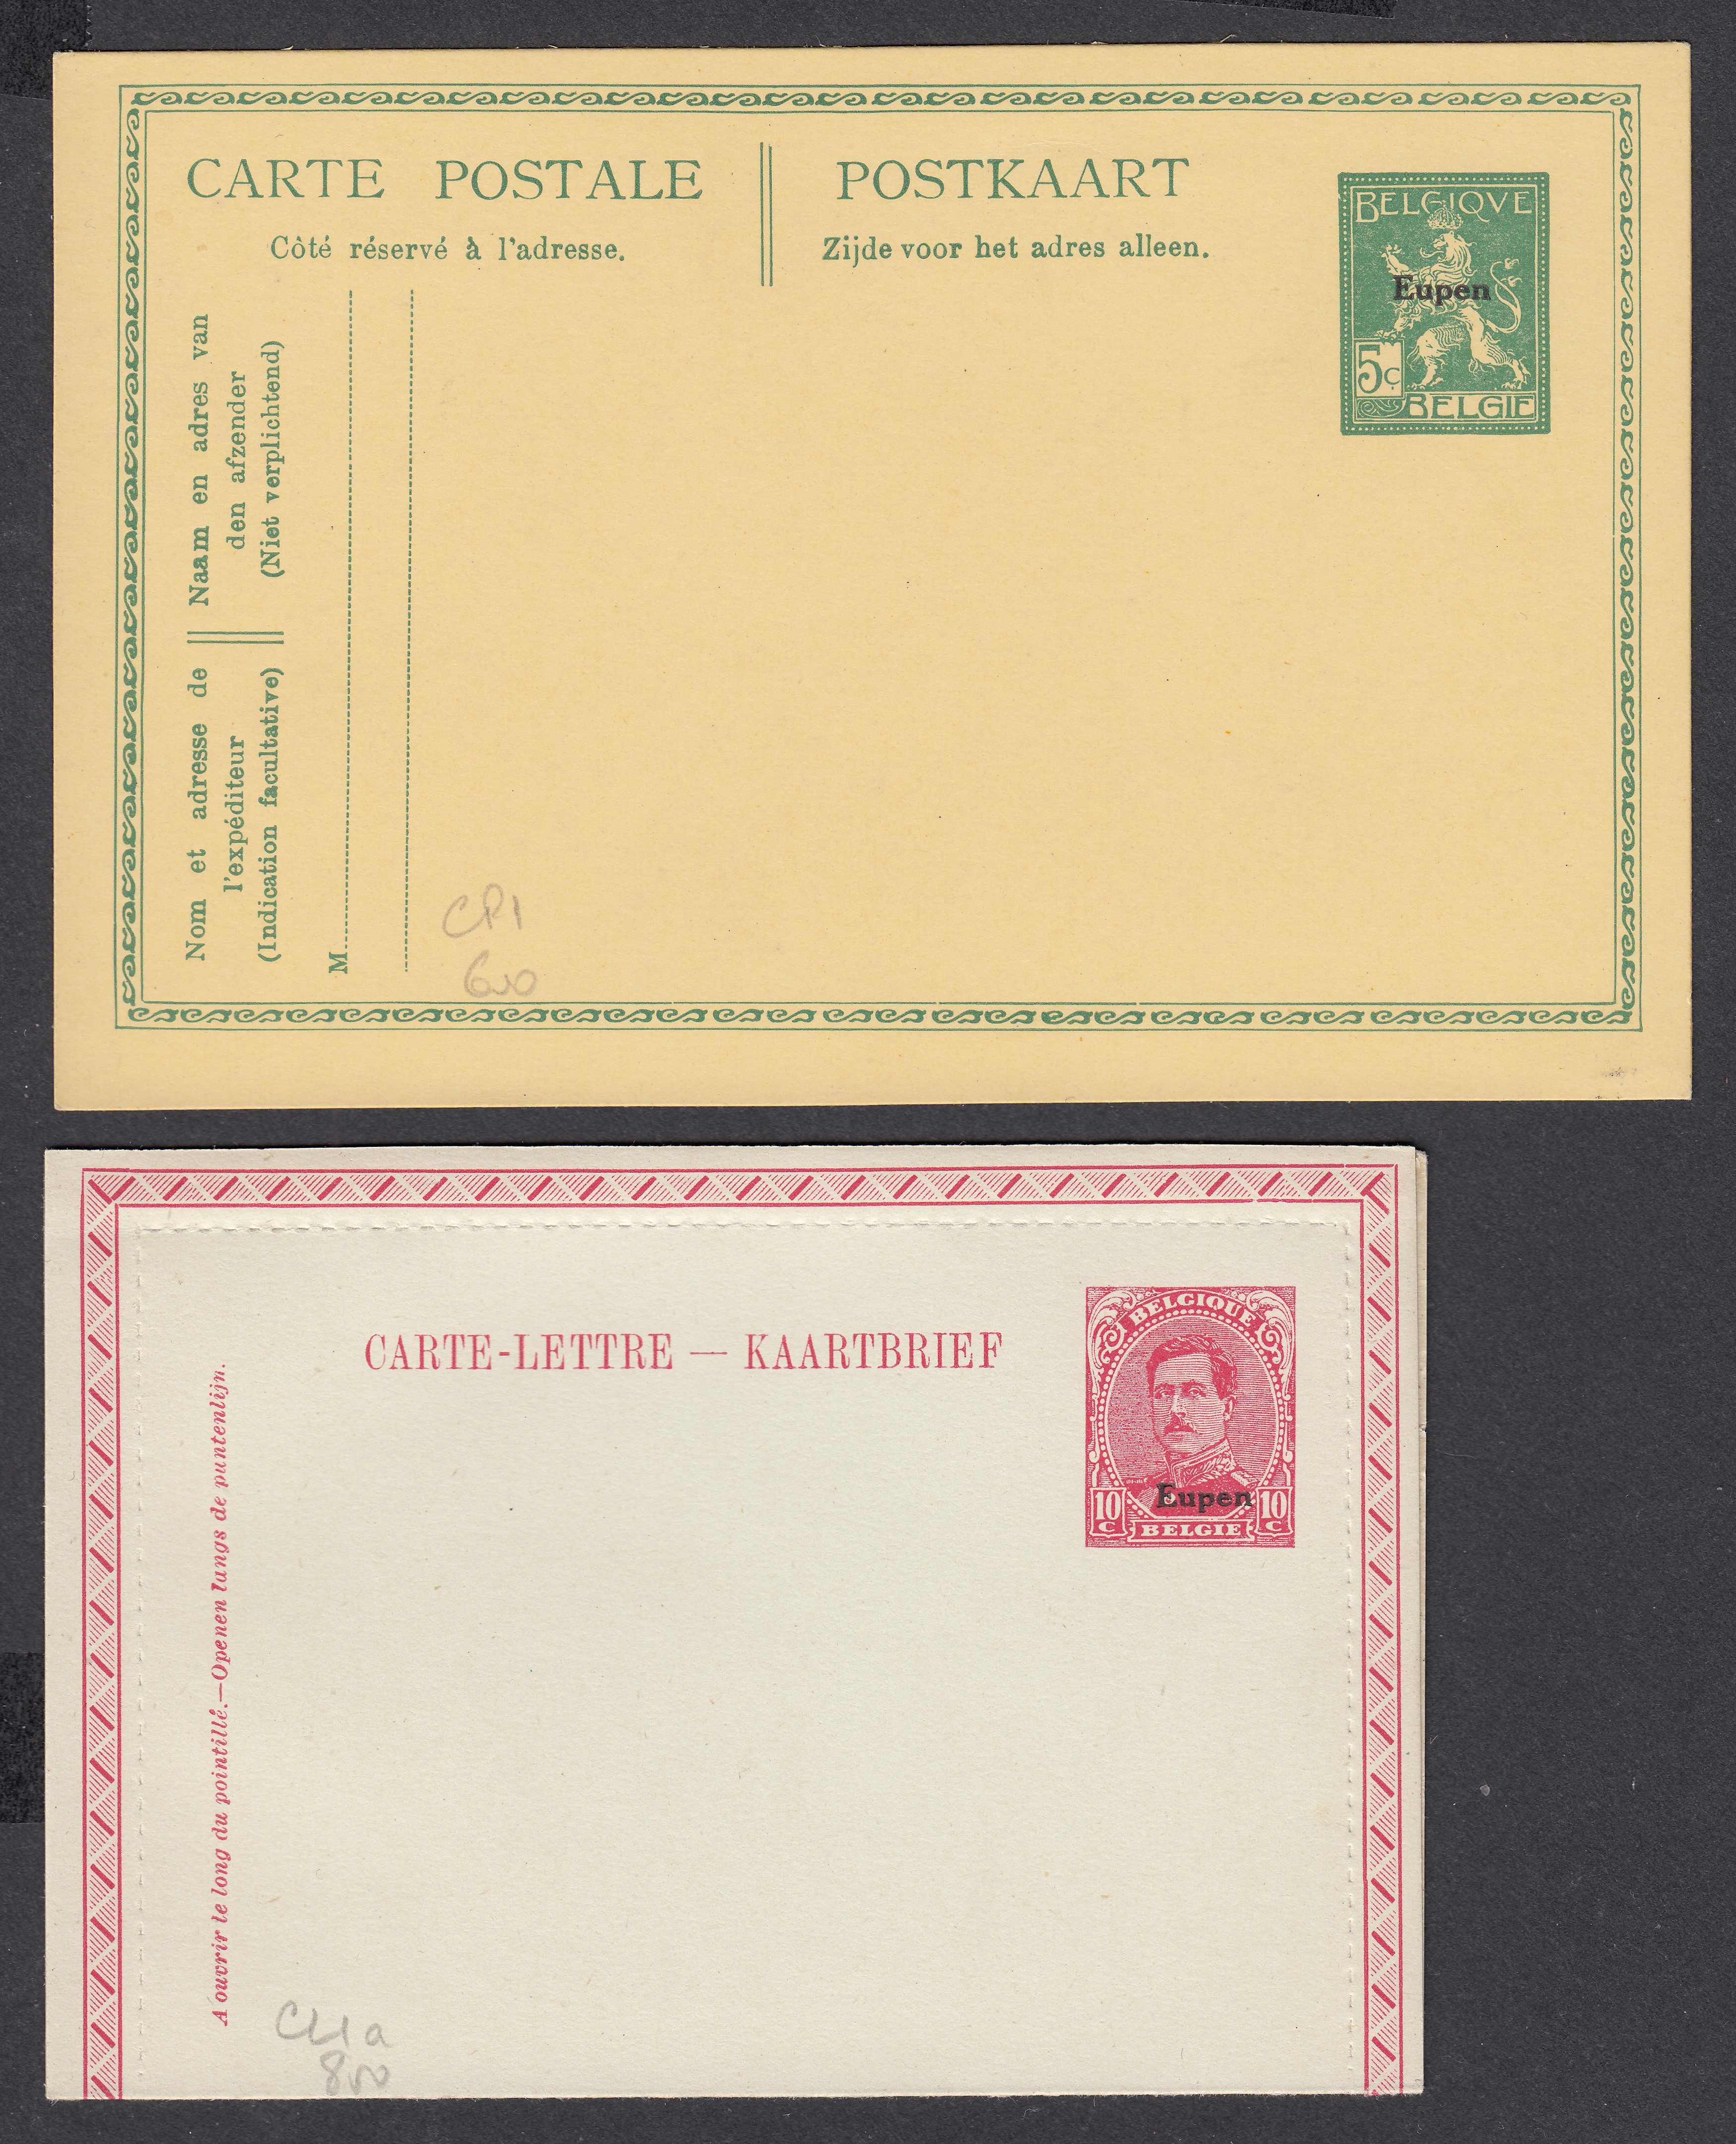 CARTE POSTALE
Côté réservé à l'adresse.
POSTKAART
Zijde voor het adres alleen.
BELGIQVE
Eupen
5c
BELGIË
Nom et adresse de
l'expéditeur
(Indication facultative)
Naam en adres van
den afzender
(Niet verplichtend)
M
CP1
600
CARTE-LETTRE — KAARTBRIEF
BELGIQUE
Eupen
10 c
10 c
BELGIE
A ouvrir le long du pointillé.—Openen langs de puntenlijn.
CL1a
800